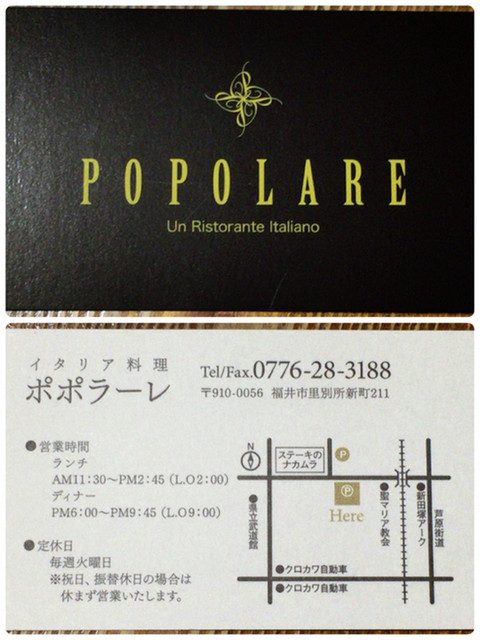 POPOLARE
Un Ristorante Italiano
イタリア料理
ポポラーレ
Tel/Fax.0776-28-3188
〒910-0056 福井市里別所新町211
●営業時間
ランチ
AM11:30〜PM2:45 (L.O2:00)
ディナー
PM6:00〜PM9:45 (L.O9:00)
●定休日
毎週火曜日
※祝日、振替休日の場合は
休まず営業いたします。
N
ステーキの
ナカムラ
P
P
Here
●県立武道館
●聖マリア教会
●新田塚アーク
芦原街道
●クロカワ自動車
●クロカワ自動車